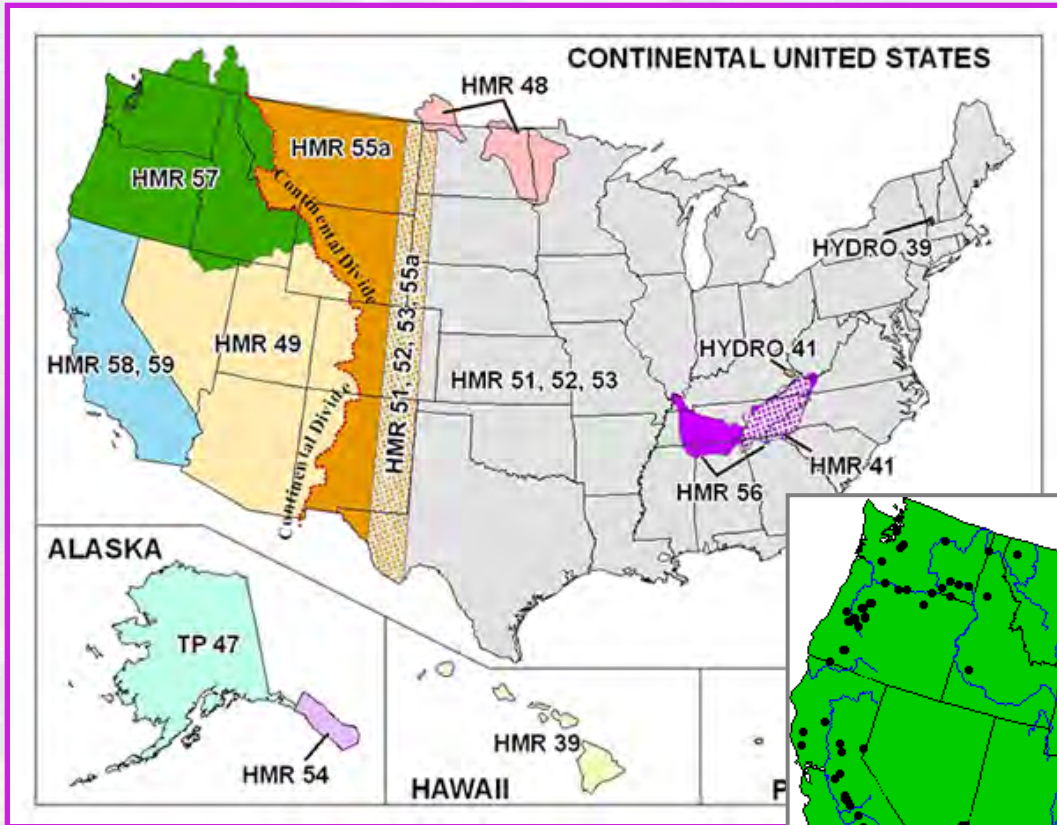 CONTINENTAL UNITED STATES
HMR 48
HMR 55a
HMR 57
Continental Divide
HYDRO 39
HMR 51, 52, 53, 55a
HMR 49
HYDRO 41
HMR 58, 59
HMR 51, 52, 53
Continental Divide
HMR 41
HMR 56
ALASKA
TP 47
HMR 54
HMR 39
HAWAII